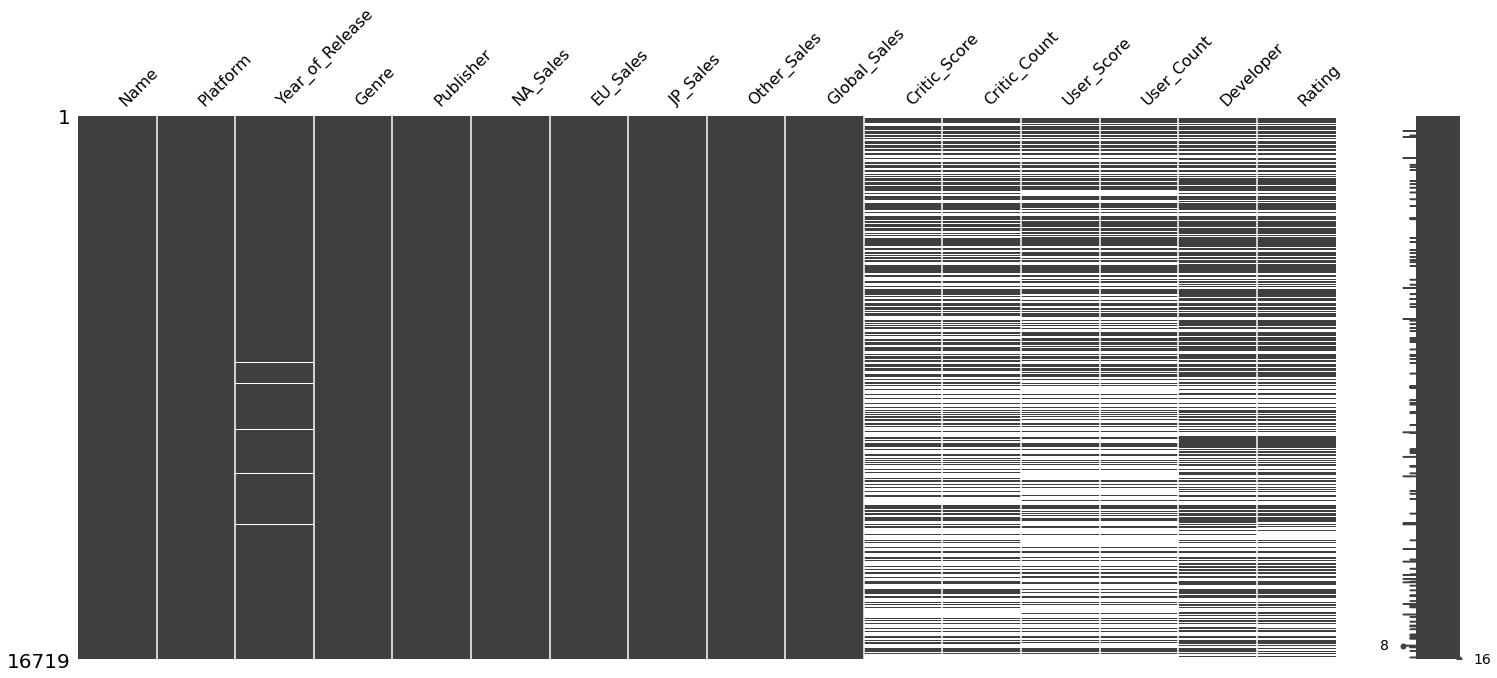 Name
Platform
Year_of_Release
Genre
Publisher
NA_Sales
EU_Sales
JP_Sales
Other_Sales
Global_Sales
Critic_Score
Critic_Count
User_Score
User_Count
Developer
Rating
1
16719
8
16